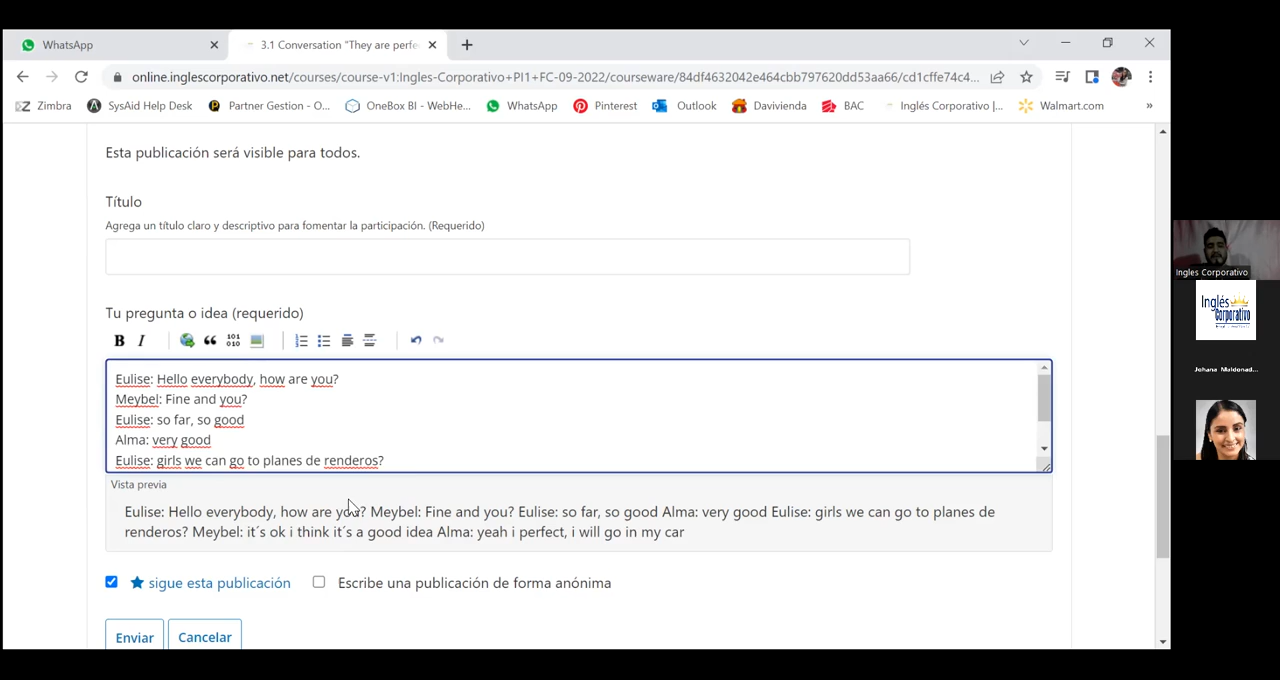 WhatsApp
3.1 Conversation "They are perfe
online.inglescorporativo.net/courses/course-v1:Ingles-Corporativo+PI1+FC-09-2022/courseware/84df4632042e464cbb797620dd53aa66/cd1cffe74c4...
Zimbra SysAid Help Desk Partner Gestion - O... OneBox BI - WebHe... WhatsApp Pinterest Outlook Davivienda BAC Inglés Corporativo |... Walmart.com »
Esta publicación será visible para todos.
Título
Agrega un título claro y descriptivo para fomentar la participación. (Requerido)
Tu pregunta o idea (requerido)
B I 101 010
Eulise: Hello everybody, how are you?
Meybel: Fine and you?
Eulise: so far, so good
Alma: very good
Eulise: girls we can go to planes de renderos?
Vista previa
Eulise: Hello everybody, how are you? Meybel: Fine and you? Eulise: so far, so good Alma: very good Eulise: girls we can go to planes de
renderos? Meybel: it´s ok i think it´s a good idea Alma: yeah i perfect, i will go in my car
sigue esta publicación Escribe una publicación de forma anónima
Enviar Cancelar
Ingles Corporativo
Inglés
Corporativo
Johana Maldonad...